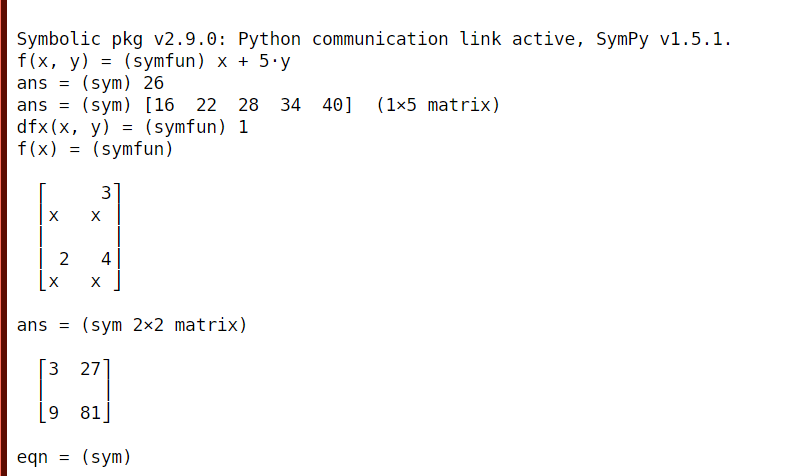 Symbolic pkg v2.9.0: Python communication link active, SymPy v1.5.1.
f(x, y) = (symfun) x + 5⋅y
ans = (sym) 26
ans = (sym) [16  22  28  34  40]  (1×5 matrix)
dfx(x, y) = (symfun) 1
f(x) = (symfun)

  ⎡     3⎤
  ⎢x   x ⎥
  ⎢      ⎥
  ⎢ 2   4⎥
  ⎣x   x ⎦

ans = (sym 2×2 matrix)

  ⎡3  27⎤
  ⎢     ⎥
  ⎣9  81⎦

eqn = (sym)